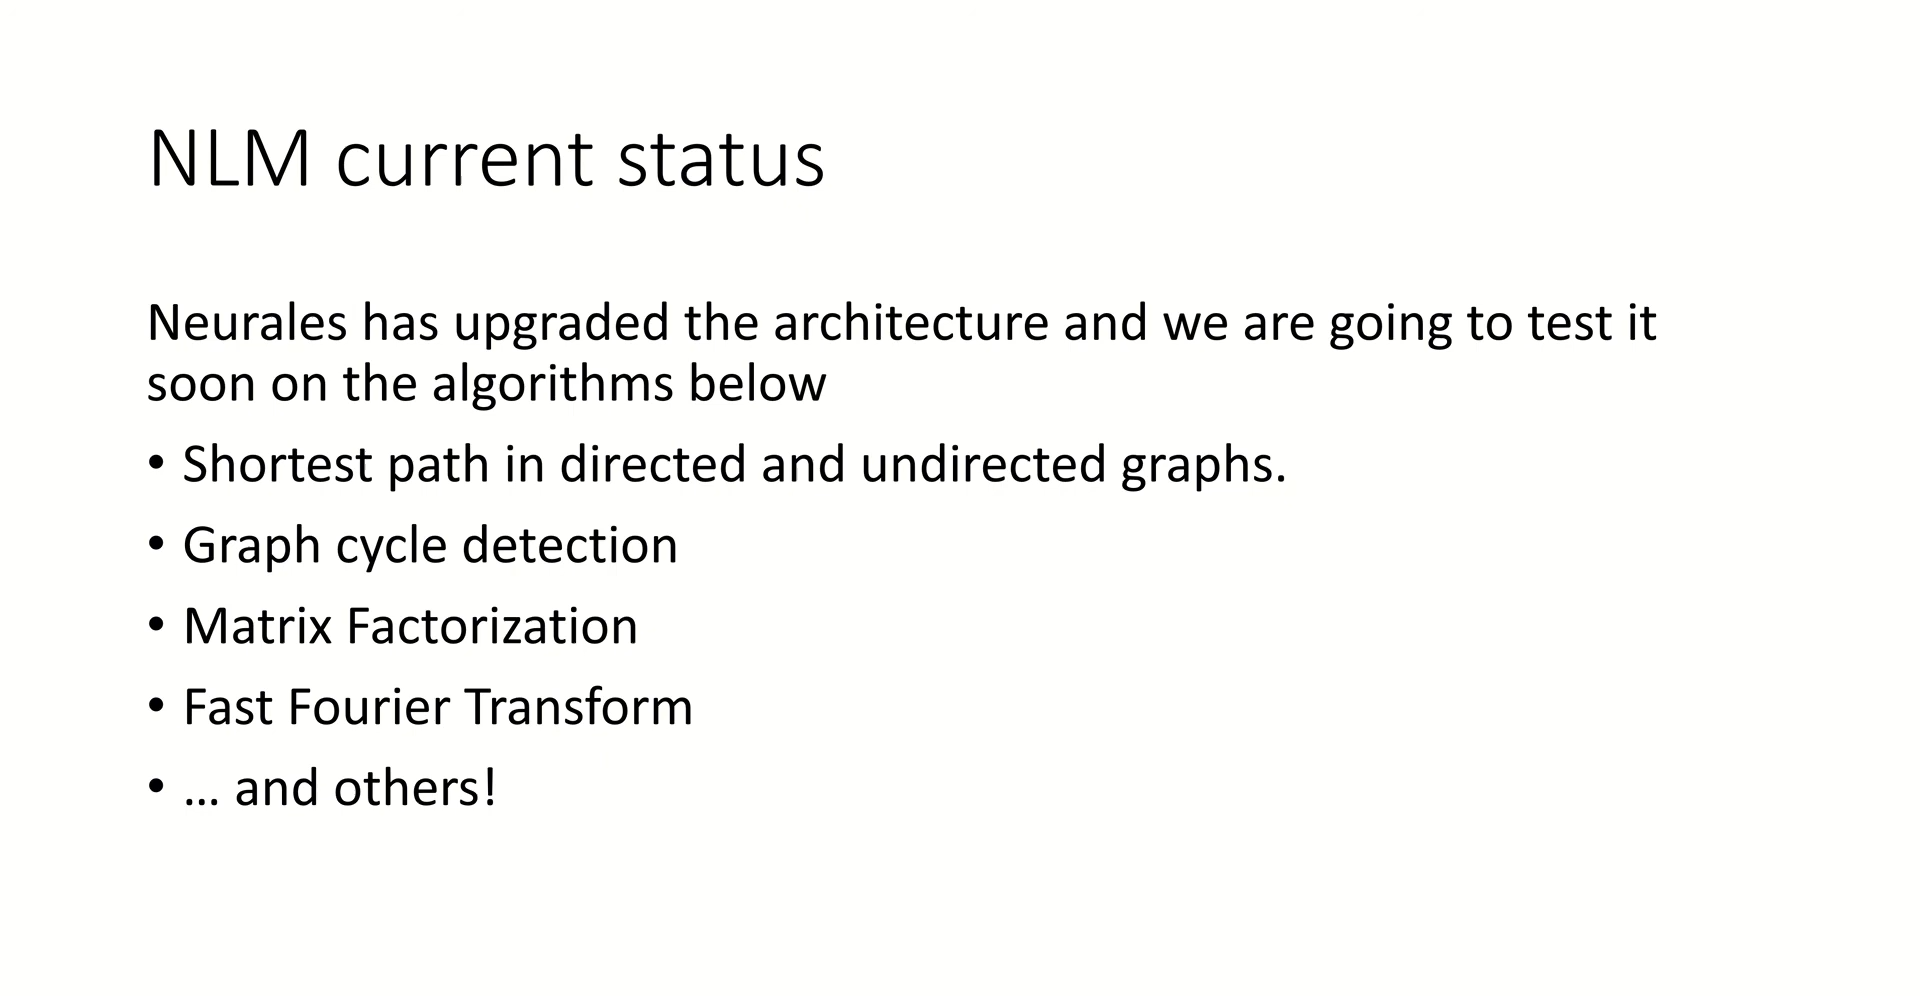 NLM current status
Neurales has upgraded the architecture and we are going to test it
soon on the algorithms below
• Shortest path in directed and undirected graphs.
• Graph cycle detection
• Matrix Factorization
• Fast Fourier Transform
• ... and others!